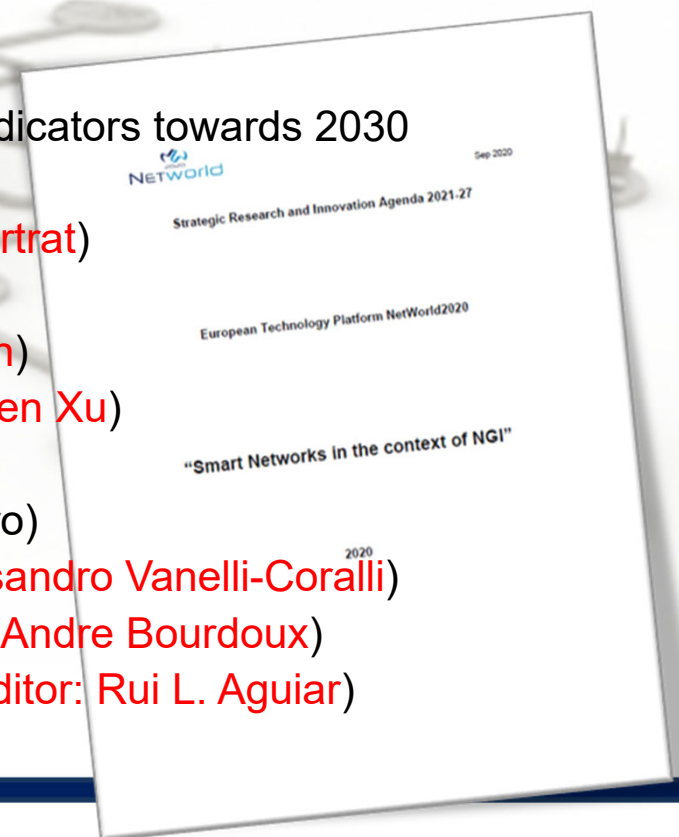 dicators towards 2030
NETWorld
Sep 2020
Strategic Research and Innovation Agenda 2021-27
rtrat)
European Technology Platform NetWorld2020
n)
en Xu)
“Smart Networks in the context of NGI”
o)
2020
sandro Vanelli-Coralli)
Andre Bourdoux)
ditor: Rui L. Aguiar)